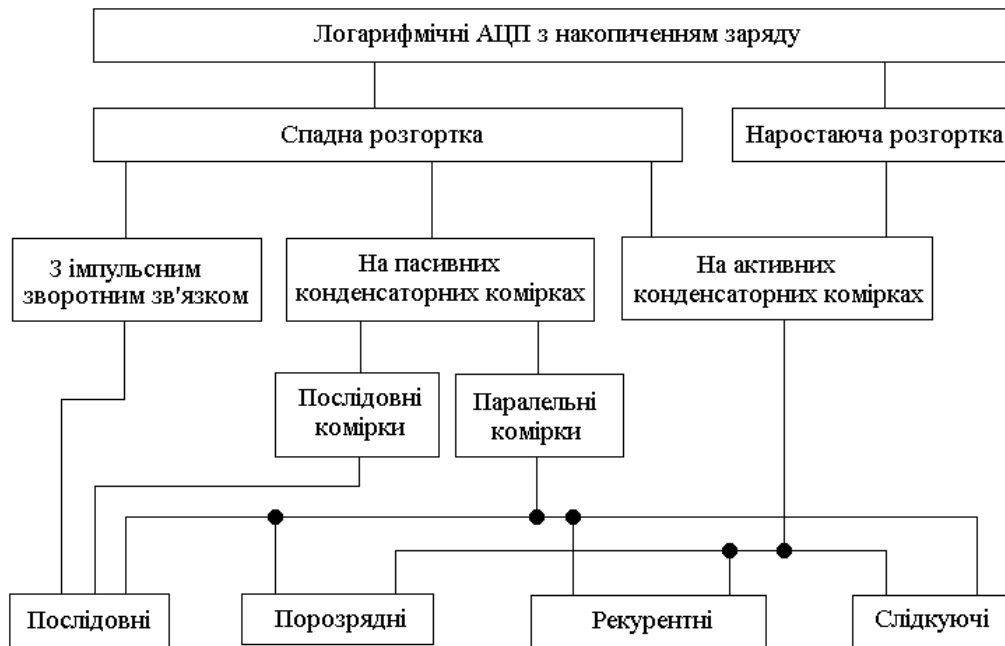 Логарифмічні АЦП з накопиченням заряду
Спадна розгортка
Наростаюча розгортка
З імпульсним
зворотним зв'язком
На пасивних
конденсаторних комірках
На активних
конденсаторних комірках
Послідовні
комірки
Паралельні
комірки
Послідовні
Порозрядні
Рекурентні
Слідкуючі